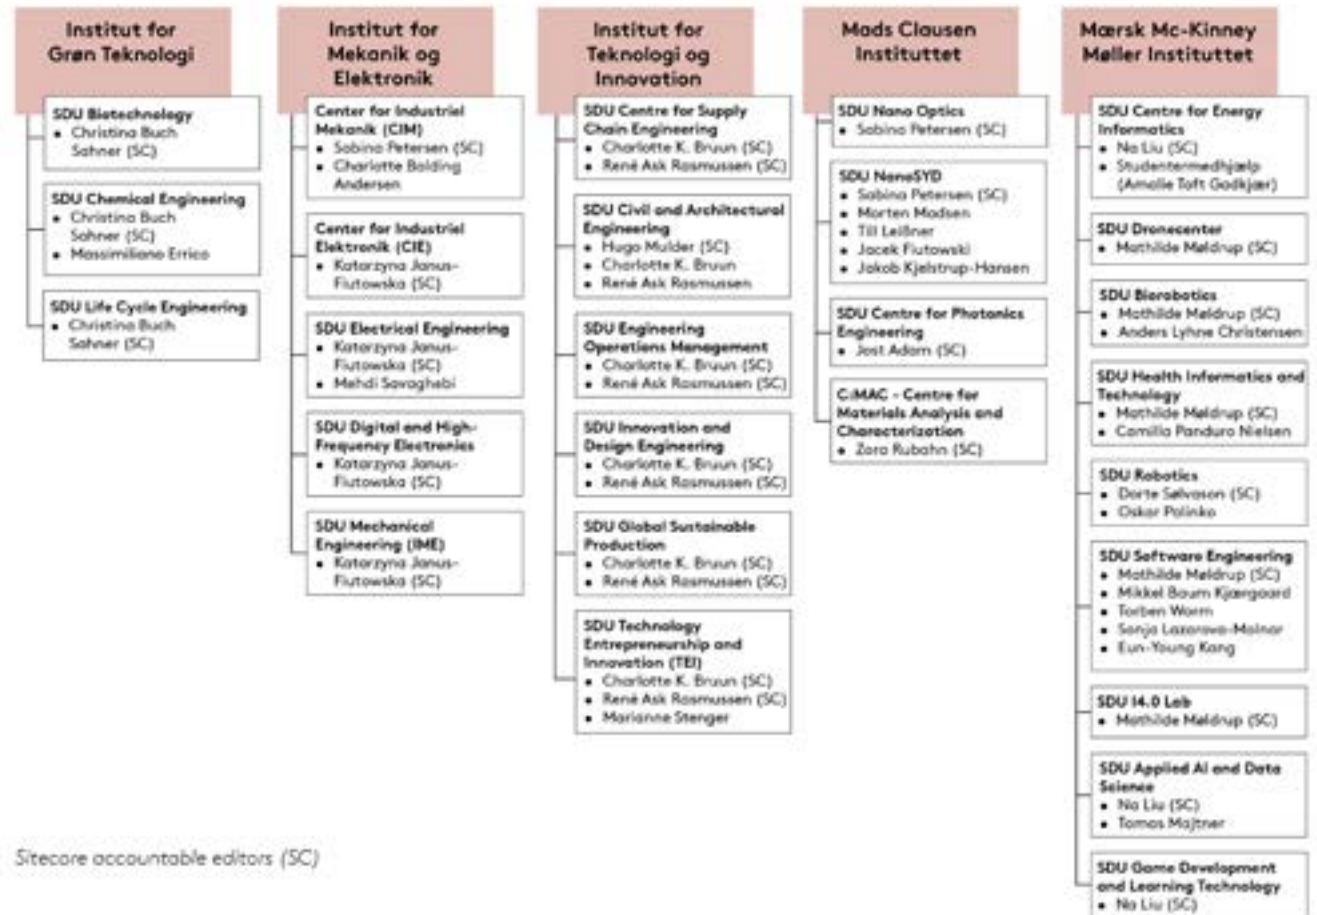 Institut for
Grøn Teknologi
SDU Biotechnology
• Christina Buch
Sahner (SC)
SDU Chemical Engineering
• Christina Buch
Sahner (SC)
• Massimiliano Errico
SDU Life Cycle Engineering
• Christina Buch
Sahner (SC)
Institut for
Mekanik og
Elektronik
Center for Industriel
Mekanik (CIM)
• Sabina Petersen (SC)
• Charlotte Bolding
Andersen
Center for Industriel
Elektronik (CIE)
• Katarzyna Janus-
Fiutowska (SC)
SDU Electrical Engineering
• Katarzyna Janus-
Fiutowska (SC)
• Mehdi Savaghebi
SDU Digital and High-
Frequency Electronics
• Katarzyna Janus-
Fiutowska (SC)
SDU Mechanical
Engineering (IME)
• Katarzyna Janus-
Fiutowska (SC)
Institut for
Teknologi og
Innovation
SDU Centre for Supply
Chain Engineering
• Charlotte K. Bruun (SC)
• René Ask Rasmussen (SC)
SDU Civil and Architectural
Engineering
• Hugo Mulder (SC)
• Charlotte K. Bruun
• René Ask Rasmussen
SDU Engineering
Operations Management
• Charlotte K. Bruun (SC)
• René Ask Rasmussen (SC)
SDU Innovation and
Design Engineering
• Charlotte K. Bruun (SC)
• René Ask Rasmussen (SC)
SDU Global Sustainable
Production
• Charlotte K. Bruun (SC)
• René Ask Rasmussen (SC)
SDU Technology
Entrepreneurship and
Innovation (TEI)
• Charlotte K. Bruun (SC)
• René Ask Rasmussen (SC)
• Marianne Stenger
Mads Clausen
Instituttet
SDU Nano Optics
• Sabina Petersen (SC)
SDU NanoSYD
• Sabina Petersen (SC)
• Morten Madsen
• Till Leißner
• Jacek Fiutowski
• Jakob Kjelstrup-Hansen
SDU Centre for Photonics
Engineering
• Jost Adam (SC)
CiMAC - Centre for
Materials Analysis and
Characterization
• Zora Rubahn (SC)
Mærsk Mc-Kinney
Møller Instituttet
SDU Centre for Energy
Informatics
• Na Liu (SC)
• Studentermedhjælp
(Amalie Toft Godkjær)
SDU Dronecenter
• Mathilde Møldrup (SC)
SDU Biorobotics
• Mathilde Møldrup (SC)
• Anders Lyhne Christensen
SDU Health Informatics and
Technology
• Mathilde Møldrup (SC)
• Camilla Panduro Nielsen
SDU Robotics
• Dorte Sølvason (SC)
• Oskar Palinko
SDU Software Engineering
• Mathilde Møldrup (SC)
• Mikkel Baum Kjærgaard
• Torben Worm
• Sanja Lazarova-Molnar
• Eun-Young Kang
SDU I4.0 Lab
• Mathilde Møldrup (SC)
SDU Applied AI and Data
Science
• Na Liu (SC)
• Tomas Majtner
SDU Game Development
and Learning Technology
• Na Liu (SC)
Sitecore accountable editors (SC)